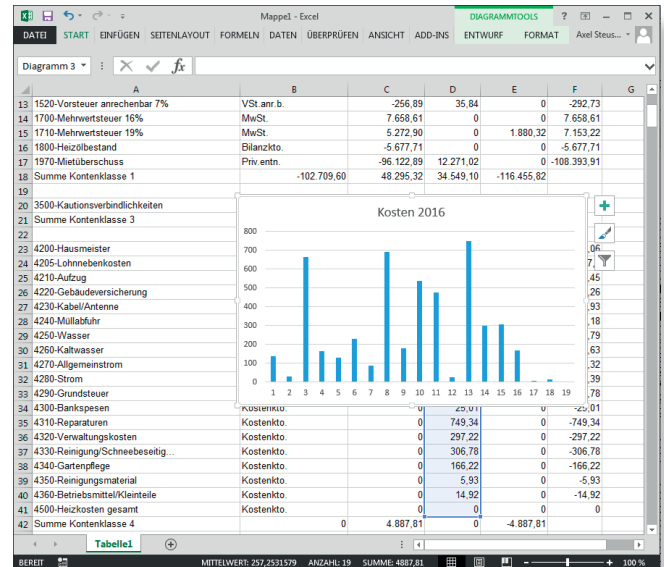 Mappe1 - Excel
DIAGRAMMTOOLS ?
DATEI START EINFÜGEN SEITENLAYOUT FORMELN DATEN ÜBERPRÜFEN ANSICHT ADD-INS ENTWURF FORMAT Axel Steus...
Diagramm 3 fx
A B C D E F G
13 1520-Vorsteuer anrechenbar 7% VSt.anr.b. -256,89 35,84 0 -292,73
14 1700-Mehrwertsteuer 16% MwSt. 7.658,61 0 0 7.658,61
15 1710-Mehrwertsteuer 19% MwSt. 5.272,90 0 1.880,32 7.153,22
16 1800-Heizölbestand Bilanzkto. -5.677,71 0 0 -5.677,71
17 1970-Mietüberschuss Priv.entn. -96.122,89 12.271,02 0 -108.393,91
18 Summe Kontenklasse 1 -102.709,60 48.295,32 34.549,10 -116.455,82
19
20 3500-Kautionsverbindlichkeiten
21 Summe Kontenklasse 3
22
23 4200-Hausmeister ,06
24 4205-Lohnnebenkosten 7,
25 4210-Aufzug ,45
26 4220-Gebäudeversicherung ,26
27 4230-Kabel/Antenne ,93
28 4240-Müllabfuhr ,18
29 4250-Wasser ,79
30 4260-Kaltwasser ,63
31 4270-Allgemeinstrom ,32
32 4280-Strom ,39
33 4290-Grundsteuer ,78
Kosten 2016
800
700
600
500
400
300
200
100
0
1 2 3 4 5 6 7 8 9 10 11 12 13 14 15 16 17 18 19
34 4300-Bankspesen Kostenkto. 0 25,01 0 -25,01
35 4310-Reparaturen Kostenkto. 0 749,34 0 -749,34
36 4320-Verwaltungskosten Kostenkto. 0 297,22 0 -297,22
37 4330-Reinigung/Schneebeseitig... Kostenkto. 0 306,78 0 -306,78
38 4340-Gartenpflege Kostenkto. 0 166,22 0 -166,22
39 4350-Reinigungsmaterial Kostenkto. 0 5,93 0 -5,93
40 4360-Betriebsmittel/Kleinteile Kostenkto. 0 14,92 0 -14,92
41 4500-Heizkosten gesamt Kostenkto. 0 0 0 0
42 Summe Kontenklasse 4 0 4.887,81 0 -4.887,81
Tabelle1
BEREIT MITTELWERT: 257,2531579 ANZAHL: 19 SUMME: 4887,81 100 %